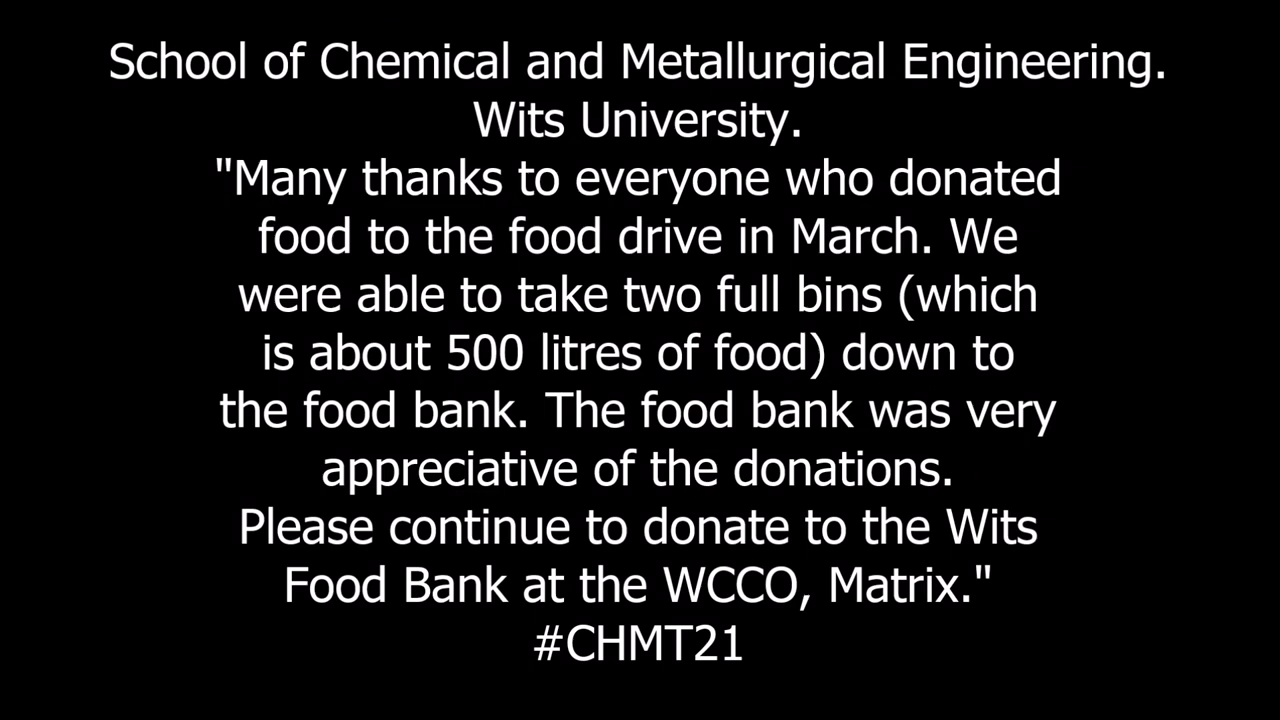 School of Chemical and Metallurgical Engineering.
Wits University.
"Many thanks to everyone who donated
food to the food drive in March. We
were able to take two full bins (which
is about 500 litres of food) down to
the food bank. The food bank was very
appreciative of the donations.
Please continue to donate to the Wits
Food Bank at the WCCO, Matrix."
#CHMT21